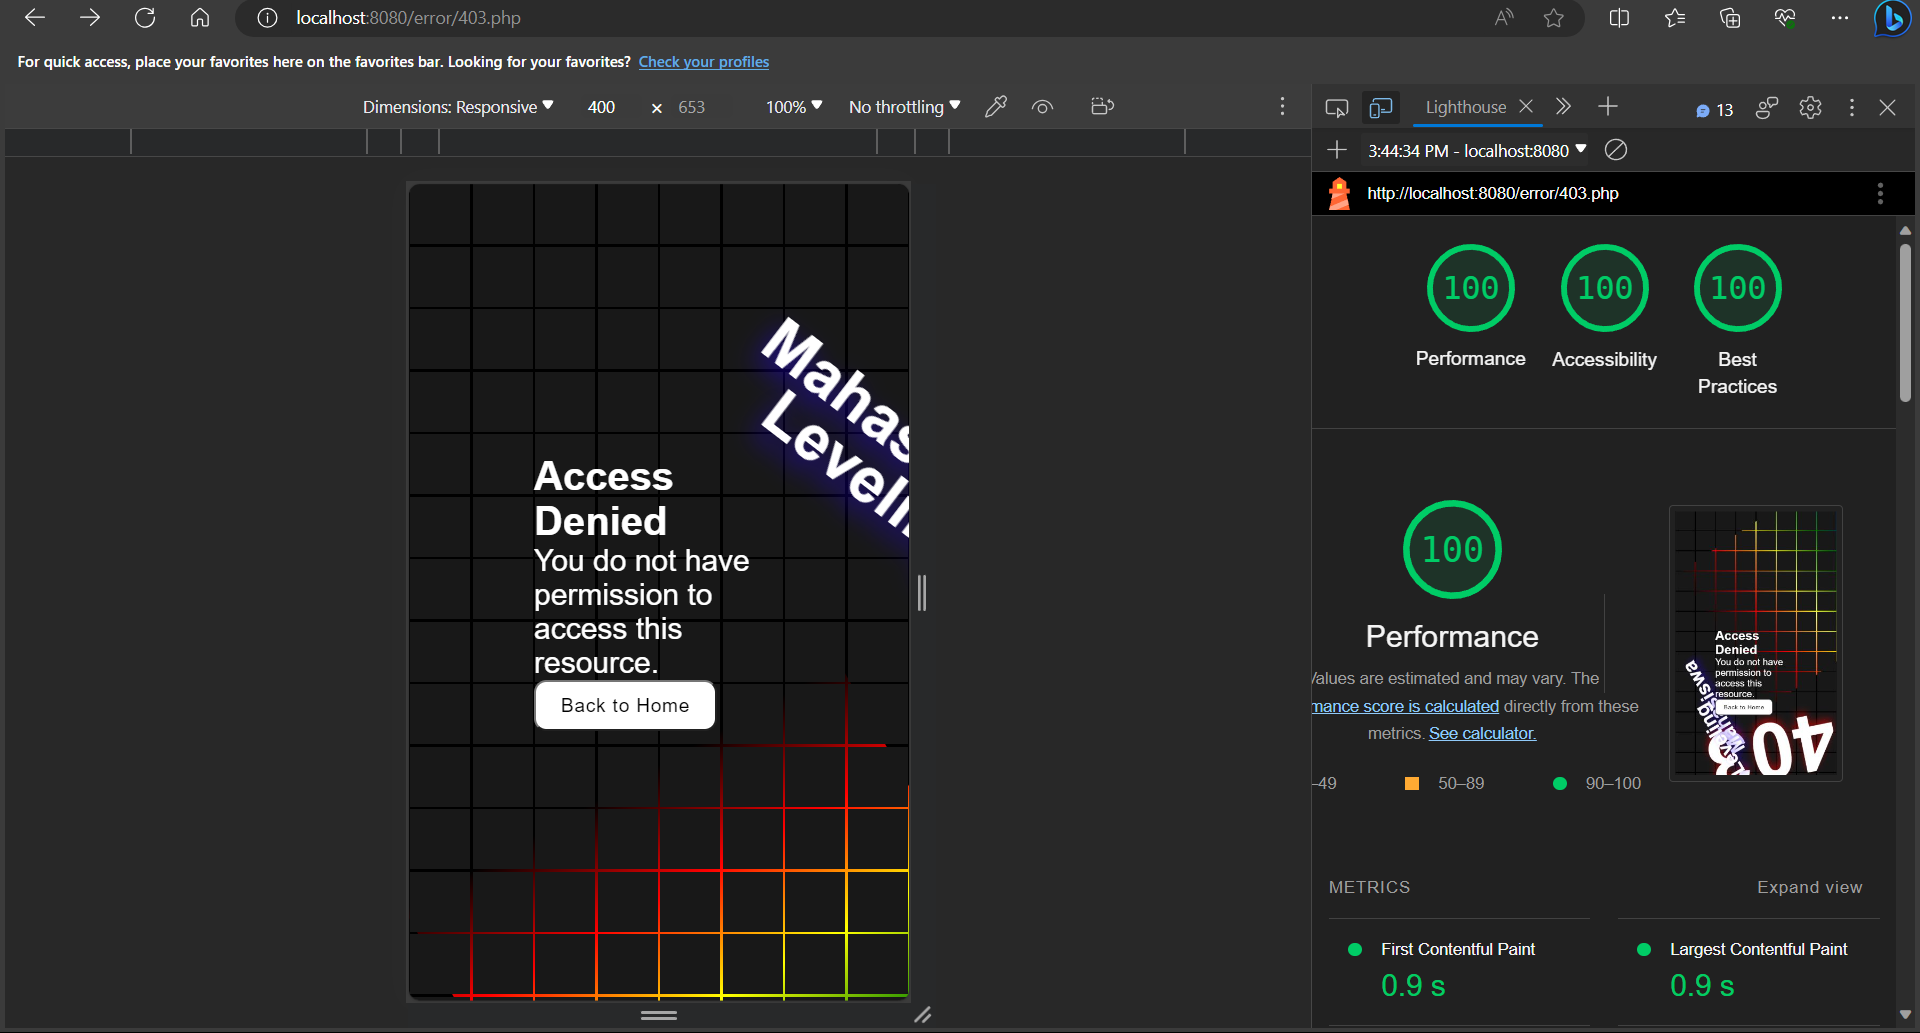 localhost:8080/error/403.php
For quick access, place your favorites here on the favorites bar. Looking for your favorites? Check your profiles
Dimensions: Responsive 400 × 653 100% No throttling
Lighthouse 13
3:44:34 PM - localhost:8080
http://localhost:8080/error/403.php
100 100 100
Performance Accessibility Best
Practices
Mahas
Leveli
Access
Denied
You do not have
permission to
access this
resource.
Back to Home
100
Performance
Values are estimated and may vary. The
mance score is calculated directly from these
metrics. See calculator.
–49 50–89 90–100
Access
Denied
You do not have
permission to
access this
resource.
Back to Home
403
METRICS Expand view
First Contentful Paint
0.9 s
Largest Contentful Paint
0.9 s